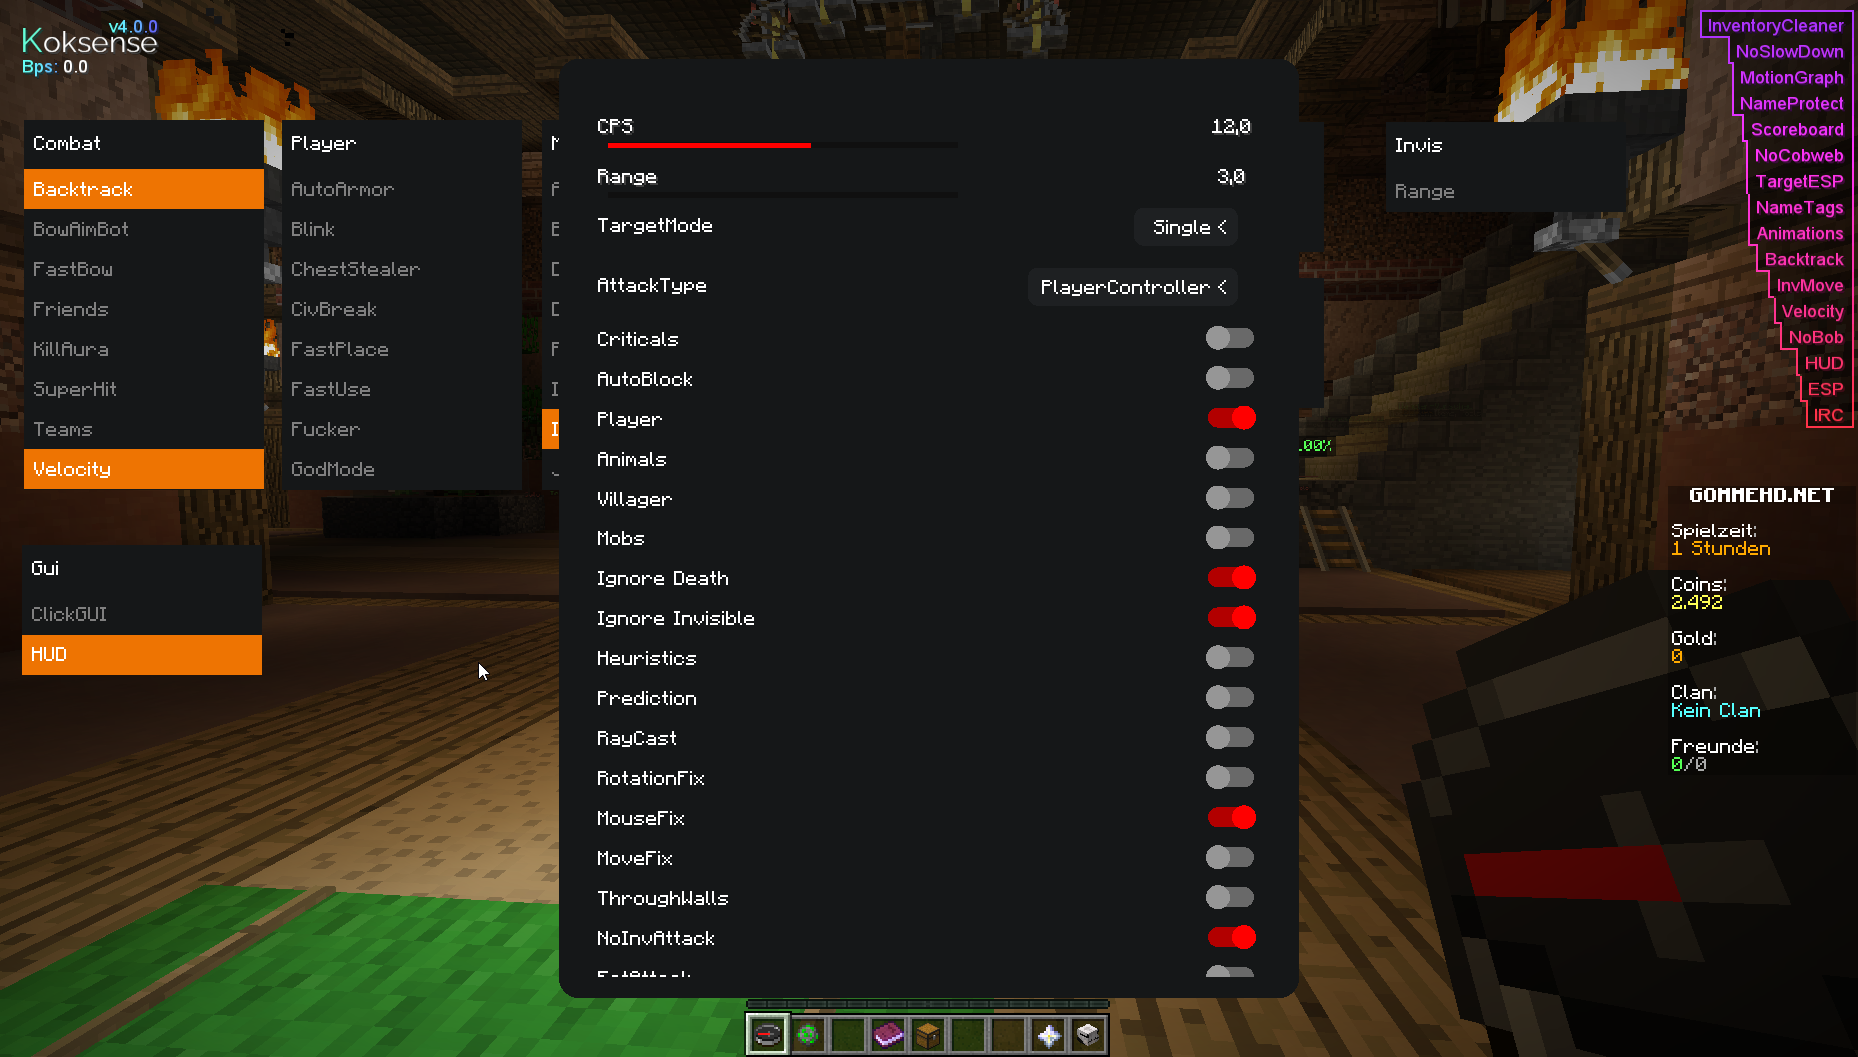 v4.0.0
Koksense
Bps: 0.0
Combat
Backtrack
BowAimBot
FastBow
Friends
KillAura
SuperHit
Teams
Velocity
Player
AutoArmor
Blink
ChestStealer
CivBreak
FastPlace
FastUse
Fucker
GodMode
Gui
ClickGUI
HUD
CPS 12,0
Range 3,0
TargetMode Single <
AttackType PlayerController <
Criticals
AutoBlock
Player
Animals
Villager
Mobs
Ignore Death
Ignore Invisible
Heuristics
Prediction
RayCast
RotationFix
MouseFix
MoveFix
ThroughWalls
NoInvAttack
.00%
Invis
Range
InventoryCleaner
NoSlowDown
MotionGraph
NameProtect
Scoreboard
NoCobweb
TargetESP
NameTags
Animations
Backtrack
InvMove
Velocity
NoBob
HUD
ESP
IRC
GOMMEHD.NET
Spielzeit:
1 Stunden
Coins:
2.492
Gold:
0
Clan:
Kein Clan
Freunde:
0/0